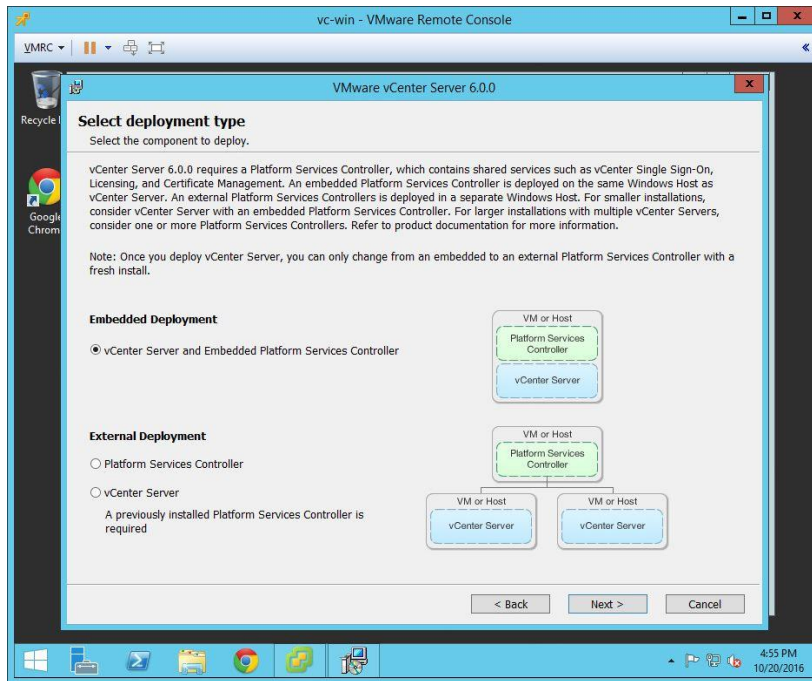 vc-win - VMware Remote Console
VMRC
VMware vCenter Server 6.0.0
Recycle
Google
Chrom
Select deployment type
Select the component to deploy.
vCenter Server 6.0.0 requires a Platform Services Controller, which contains shared services such as vCenter Single Sign-On,
Licensing, and Certificate Management. An embedded Platform Services Controller is deployed on the same Windows Host as
vCenter Server. An external Platform Services Controllers is deployed in a separate Windows Host. For smaller installations,
consider vCenter Server with an embedded Platform Services Controller. For larger installations with multiple vCenter Servers,
consider one or more Platform Services Controllers. Refer to product documentation for more information.
Note: Once you deploy vCenter Server, you can only change from an embedded to an external Platform Services Controller with a
fresh install.
Embedded Deployment
vCenter Server and Embedded Platform Services Controller
VM or Host
Platform Services
Controller
vCenter Server
External Deployment
Platform Services Controller
vCenter Server
A previously installed Platform Services Controller is
required
VM or Host
Platform Services
Controller
VM or Host
vCenter Server
VM or Host
vCenter Server
< Back
Next >
Cancel
4:55 PM
10/20/2016